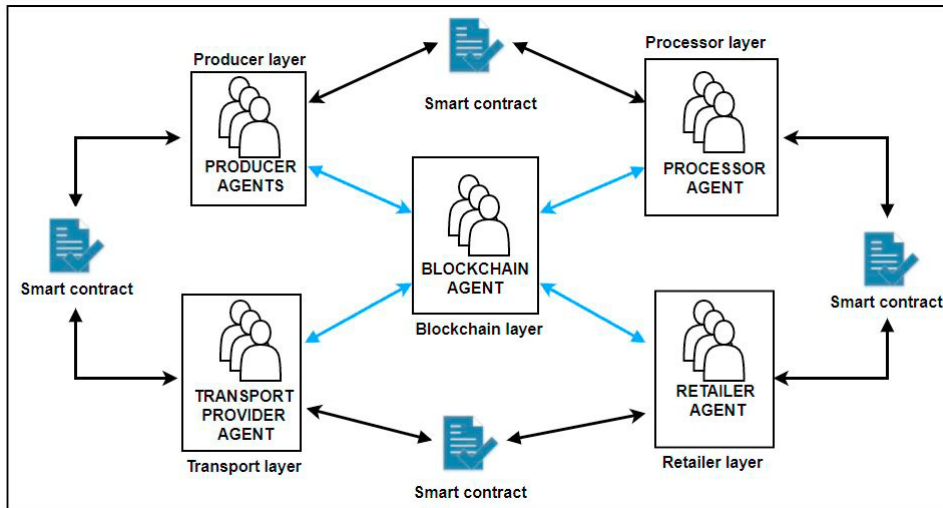 Producer layer
PRODUCER
AGENTS
Smart contract
Processor layer
PROCESSOR
AGENT
Smart contract
BLOCKCHAIN
AGENT
Blockchain layer
Smart contract
TRANSPORT
PROVIDER
AGENT
Transport layer
RETAILER
AGENT
Retailer layer
Smart contract